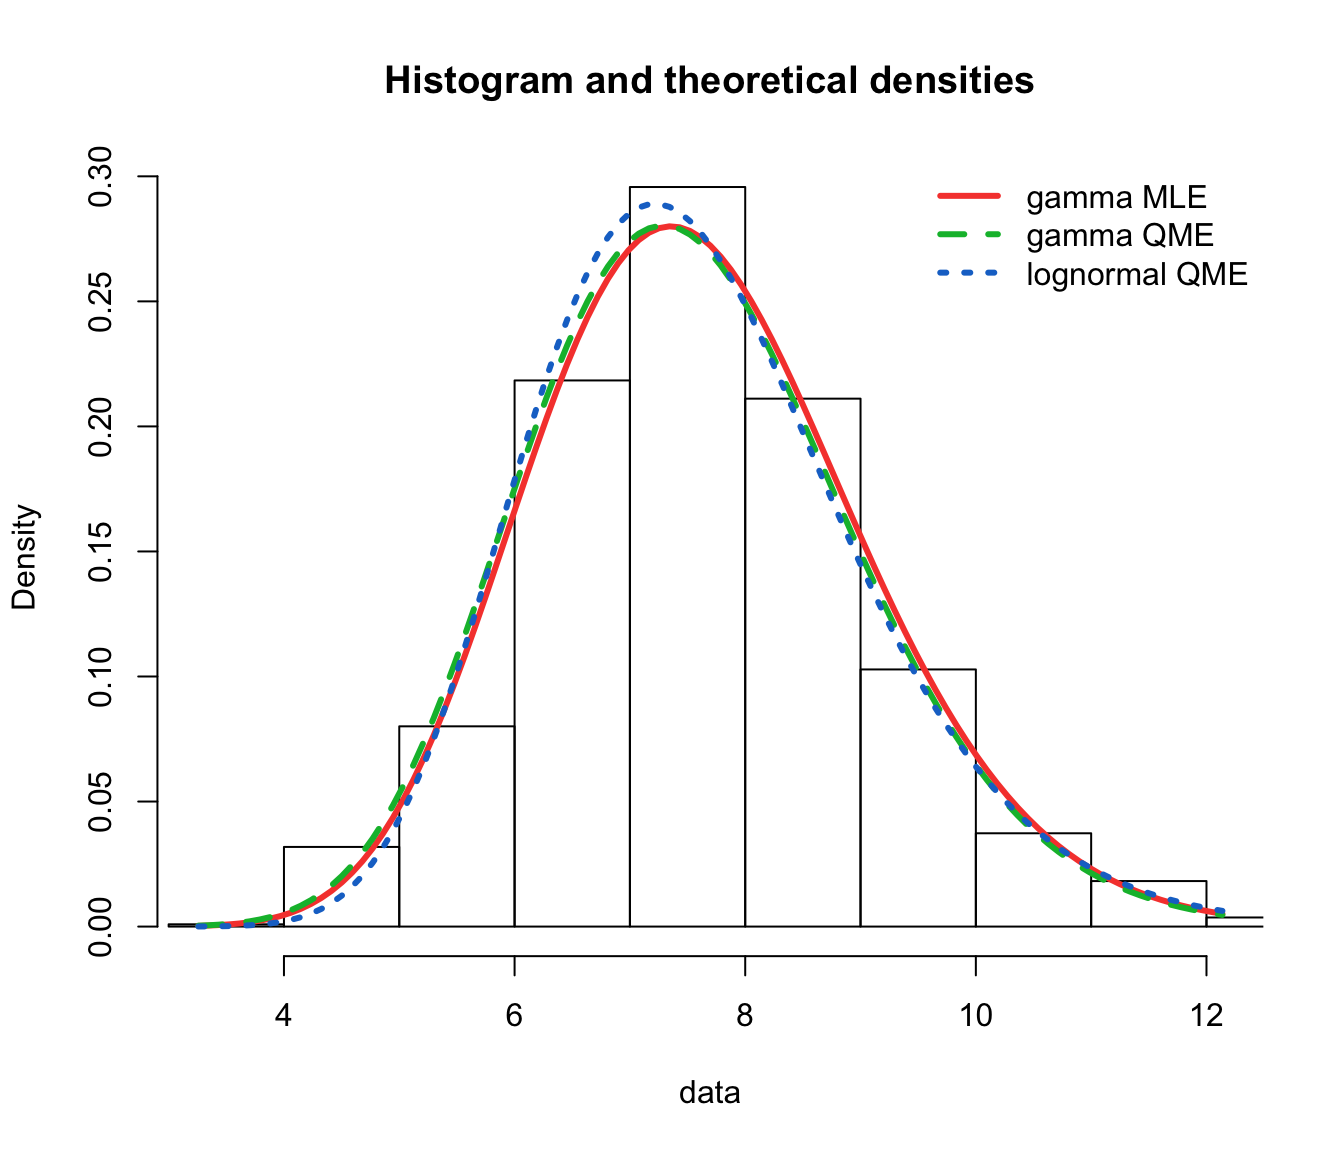 Histogram and theoretical densities
gamma MLE
gamma QME
lognormal QME
Density
0.30
0.25
0.20
0.15
0.10
0.05
0.00
4 6 8 10 12
data